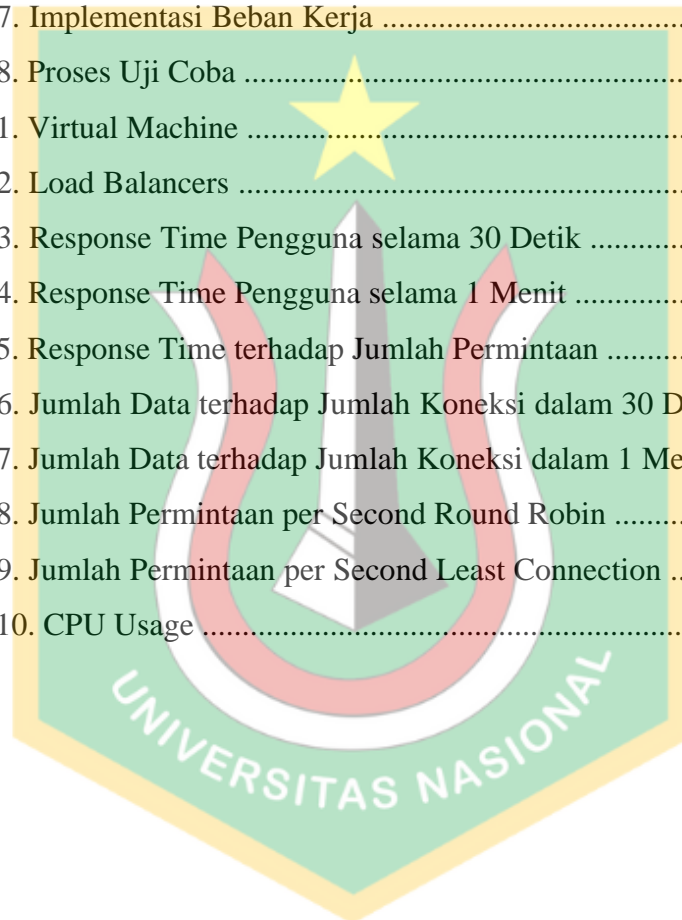 7. Implementasi Beban Kerja ..........................................
8. Proses Uji Coba ............................................................
1. Virtual Machine ............................................................
2. Load Balancers .............................................................
3. Response Time Pengguna selama 30 Detik .............
4. Response Time Pengguna selama 1 Menit ...............
5. Response Time terhadap Jumlah Permintaan ..........
6. Jumlah Data terhadap Jumlah Koneksi dalam 30 D
7. Jumlah Data terhadap Jumlah Koneksi dalam 1 Me
8. Jumlah Permintaan per Second Round Robin .........
9. Jumlah Permintaan per Second Least Connection ..
10. CPU Usage .................................................................
UNIVERSITAS NASIONAL